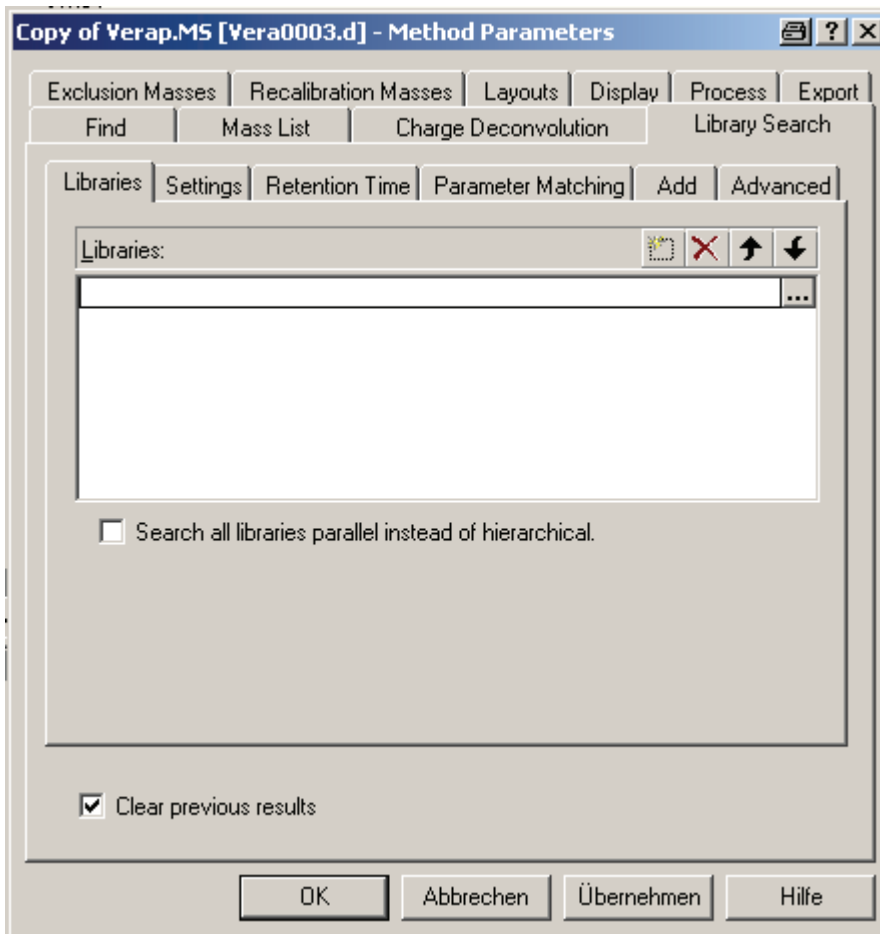 Copy of Verap.MS [Vera0003.d] - Method Parameters
Exclusion Masses Recalibration Masses Layouts Display Process Export
Find Mass List Charge Deconvolution Library Search
Libraries Settings Retention Time Parameter Matching Add Advanced
Libraries:
...
Search all libraries parallel instead of hierarchical.
Clear previous results
OK Abbrechen Übernehmen Hilfe